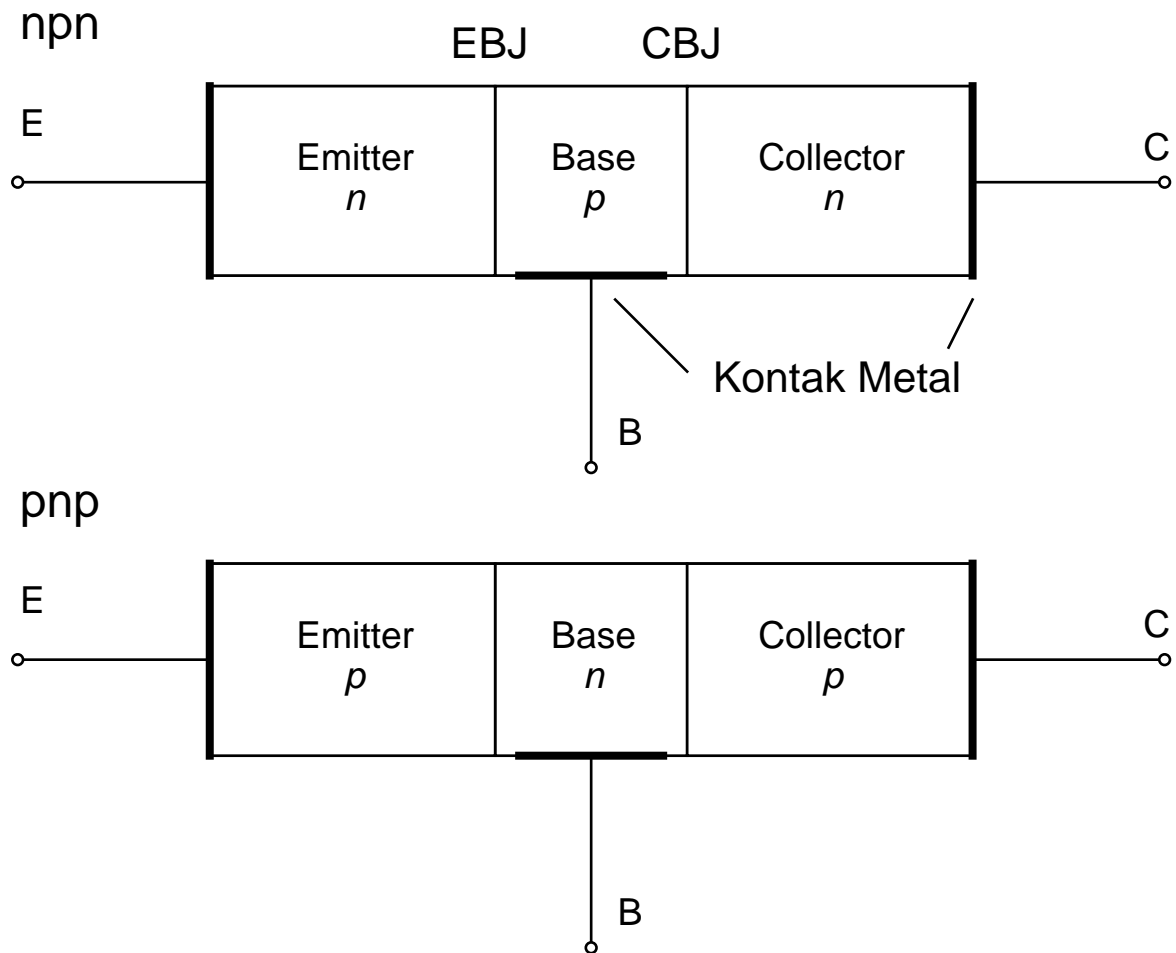 npn
EBJ CBJ
E
C
Emitter Base Collector
n p n
Kontak Metal
B
pnp
E
C
Emitter Base Collector
p n p
B